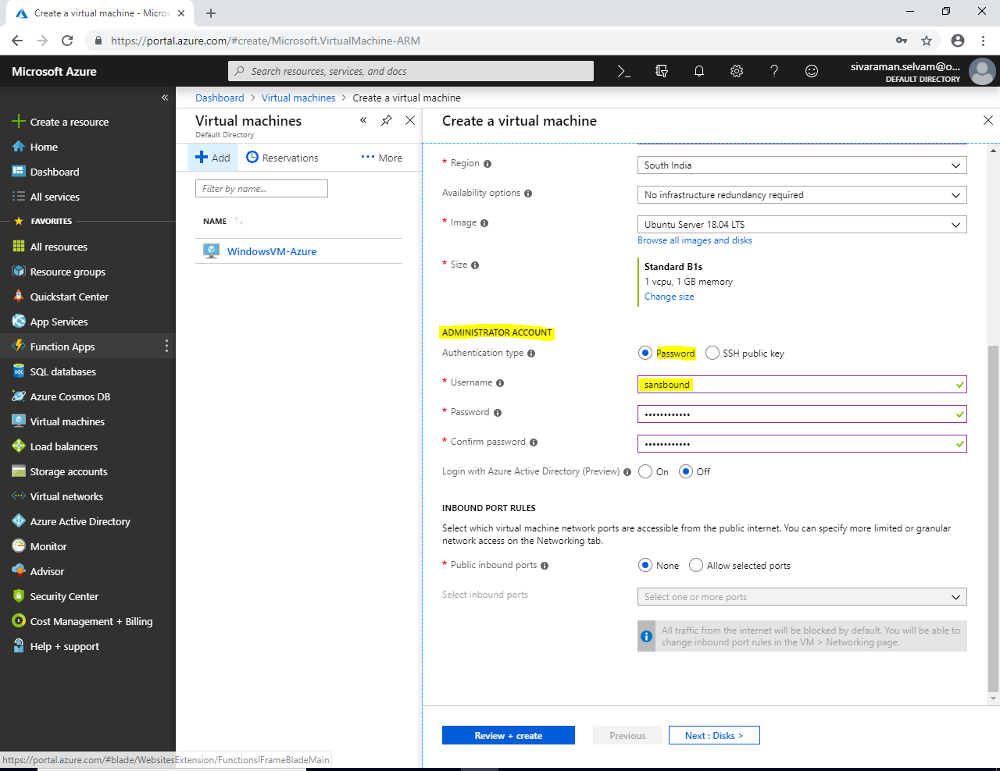 Create a virtual machine - Micros
https://portal.azure.com/#create/Microsoft.VirtualMachine-ARM
Microsoft Azure
Search resources, services, and docs
sivaraman.selvam@o...
DEFAULT DIRECTORY
Create a resource
Home
Dashboard
All services
FAVORITES
All resources
Resource groups
Quickstart Center
App Services
Function Apps
SQL databases
Azure Cosmos DB
Virtual machines
Load balancers
Storage accounts
Virtual networks
Azure Active Directory
Monitor
Advisor
Security Center
Cost Management + Billing
Help + support
https://portal.azure.com/#blade/WebsitesExtension/FunctionsIFrameBladeMain
Dashboard > Virtual machines > Create a virtual machine
Virtual machines
Default Directory
Add Reservations More
Filter by name...
NAME
WindowsVM-Azure
Create a virtual machine
* Region South India
Availability options No infrastructure redundancy required
* Image Ubuntu Server 18.04 LTS
Browse all images and disks
* Size Standard B1s
1 vcpu, 1 GB memory
Change size
ADMINISTRATOR ACCOUNT
Authentication type Password SSH public key
* Username sansbound
* Password ••••••••••••
* Confirm password ••••••••••••
Login with Azure Active Directory (Preview) On Off
INBOUND PORT RULES
Select which virtual machine network ports are accessible from the public internet. You can specify more limited or granular
network access on the Networking tab.
* Public inbound ports None Allow selected ports
Select inbound ports Select one or more ports
All traffic from the internet will be blocked by default. You will be able to
change inbound port rules in the VM > Networking page.
Review + create Previous Next : Disks >